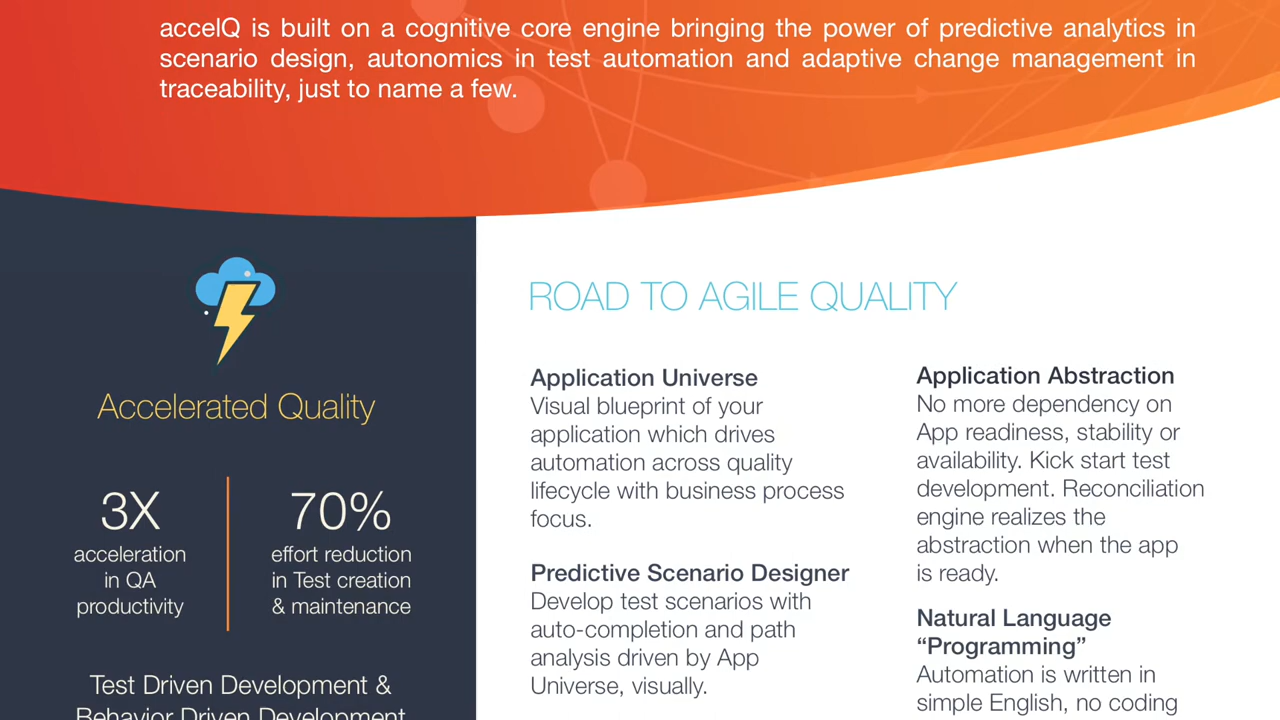 accelQ is built on a cognitive core engine bringing the power of predictive analytics in
scenario design, autonomics in test automation and adaptive change management in
traceability, just to name a few.
Accelerated Quality
3X
acceleration
in QA
productivity
70%
effort reduction
in Test creation
& maintenance
Test Driven Development &
Behavior Driven Development
ROAD TO AGILE QUALITY
Application Universe
Visual blueprint of your
application which drives
automation across quality
lifecycle with business process
focus.
Predictive Scenario Designer
Develop test scenarios with
auto-completion and path
analysis driven by App
Universe, visually.
Application Abstraction
No more dependency on
App readiness, stability or
availability. Kick start test
development. Reconciliation
engine realizes the
abstraction when the app
is ready.
Natural Language
“Programming”
Automation is written in
simple English, no coding